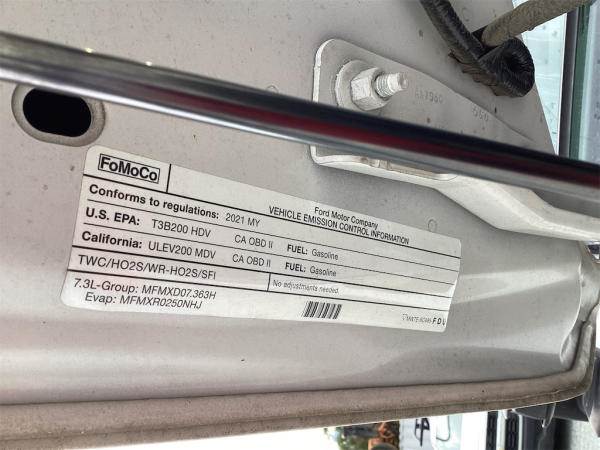 FoMoCo
Ford Motor Company
VEHICLE EMISSION CONTROL INFORMATION
Conforms to regulations: 2021 MY
U.S. EPA: T3B200 HDV CA OBD II FUEL: Gasoline
California: ULEV200 MDV CA OBD II FUEL: Gasoline
TWC/HO2S/WR-HO2S/SFI No adjustments needed.
7.3L-Group: MFMXD07.363H
Evap: MFMXR0250NHJ